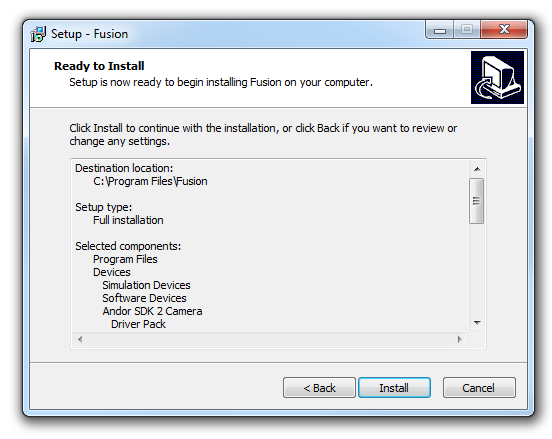 Setup - Fusion
Ready to Install
Setup is now ready to begin installing Fusion on your computer.
Click Install to continue with the installation, or click Back if you want to review or
change any settings.
Destination location:
C:\Program Files\Fusion
Setup type:
Full installation
Selected components:
Program Files
Devices
Simulation Devices
Software Devices
Andor SDK 2 Camera
Driver Pack
< Back
Install
Cancel